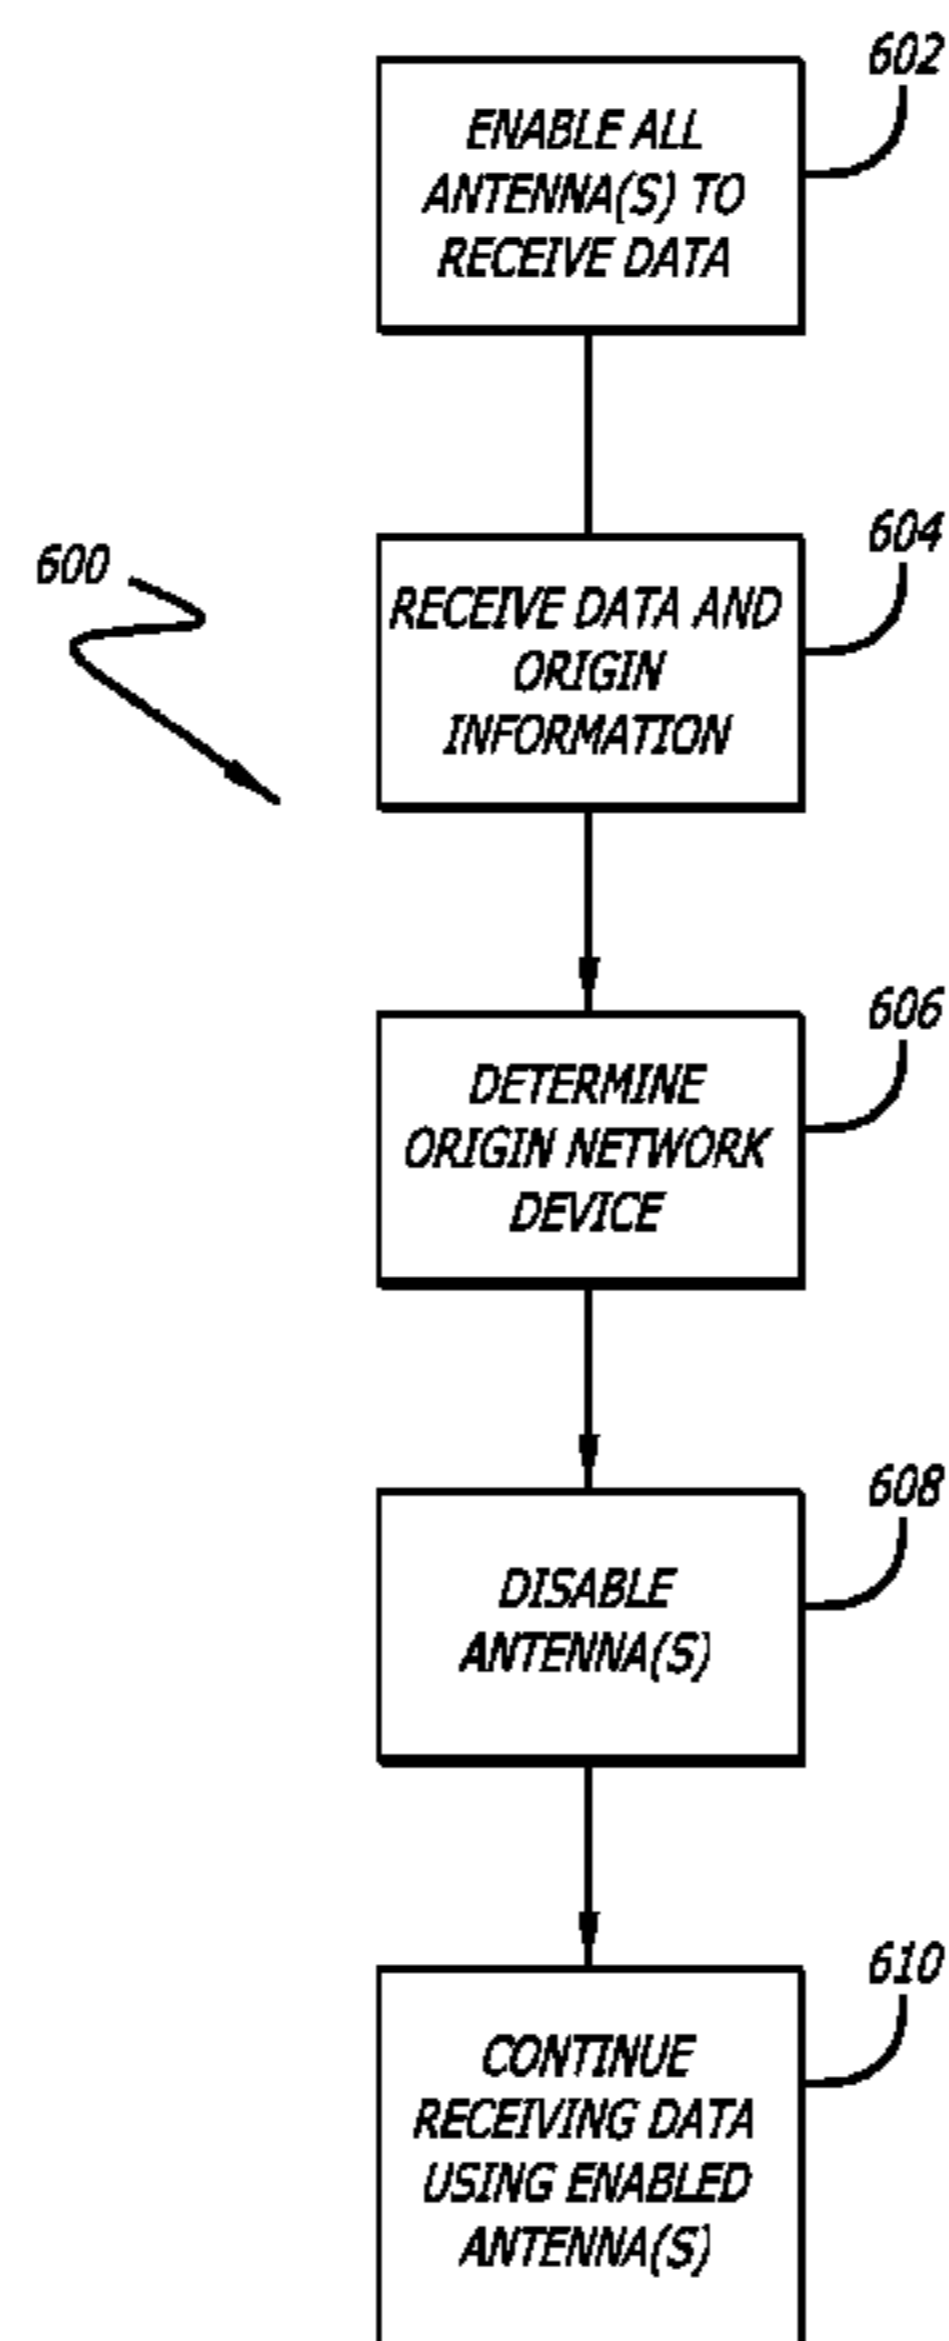 602
ENABLE ALL
ANTENNA(S) TO
RECEIVE DATA
604
600
RECEIVE DATA AND
ORIGIN
INFORMATION
606
DETERMINE
ORIGIN NETWORK
DEVICE
608
DISABLE
ANTENNA(S)
610
CONTINUE
RECEIVING DATA
USING ENABLED
ANTENNA(S)